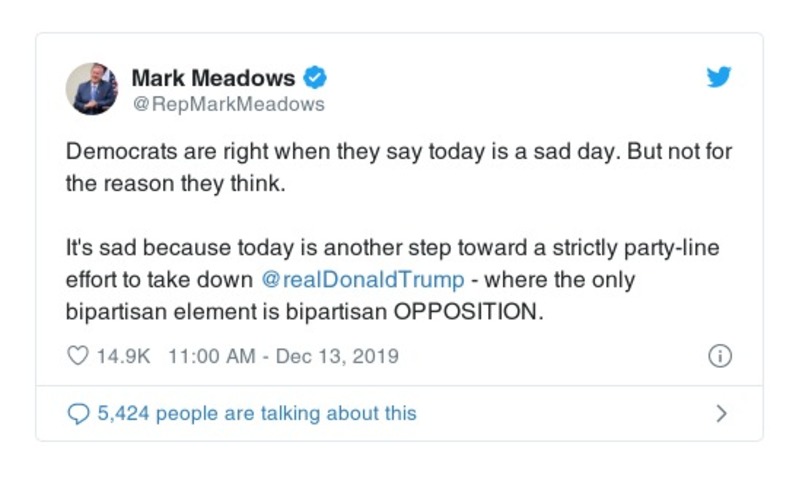 Mark Meadows
@RepMarkMeadows
Democrats are right when they say today is a sad day. But not for
the reason they think.
It's sad because today is another step toward a strictly party-line
effort to take down @realDonaldTrump - where the only
bipartisan element is bipartisan OPPOSITION.
14.9K 11:00 AM - Dec 13, 2019
5,424 people are talking about this